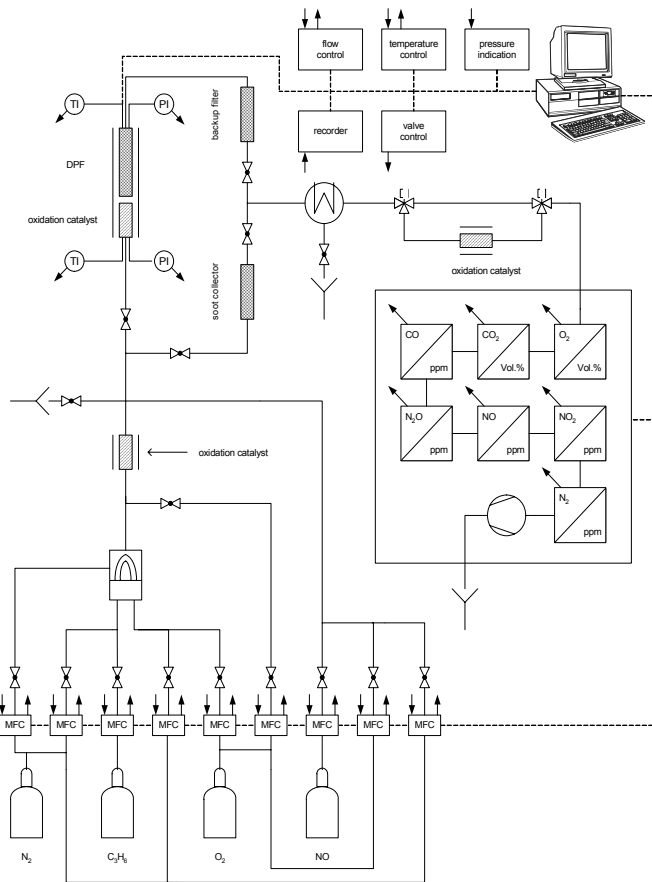 flow
control
temperature
control
pressure
indication
recorder
valve
control
TI
PI
backup filter
DPF
oxidation catalyst
TI
PI
soot collector
oxidation catalyst
CO
ppm
CO₂
Vol.%
O₂
Vol.%
N₂O
ppm
NO
ppm
NO₂
ppm
N₂
ppm
oxidation catalyst
MFC MFC MFC MFC MFC MFC MFC MFC MFC
N₂ C₃H₆ O₂ NO